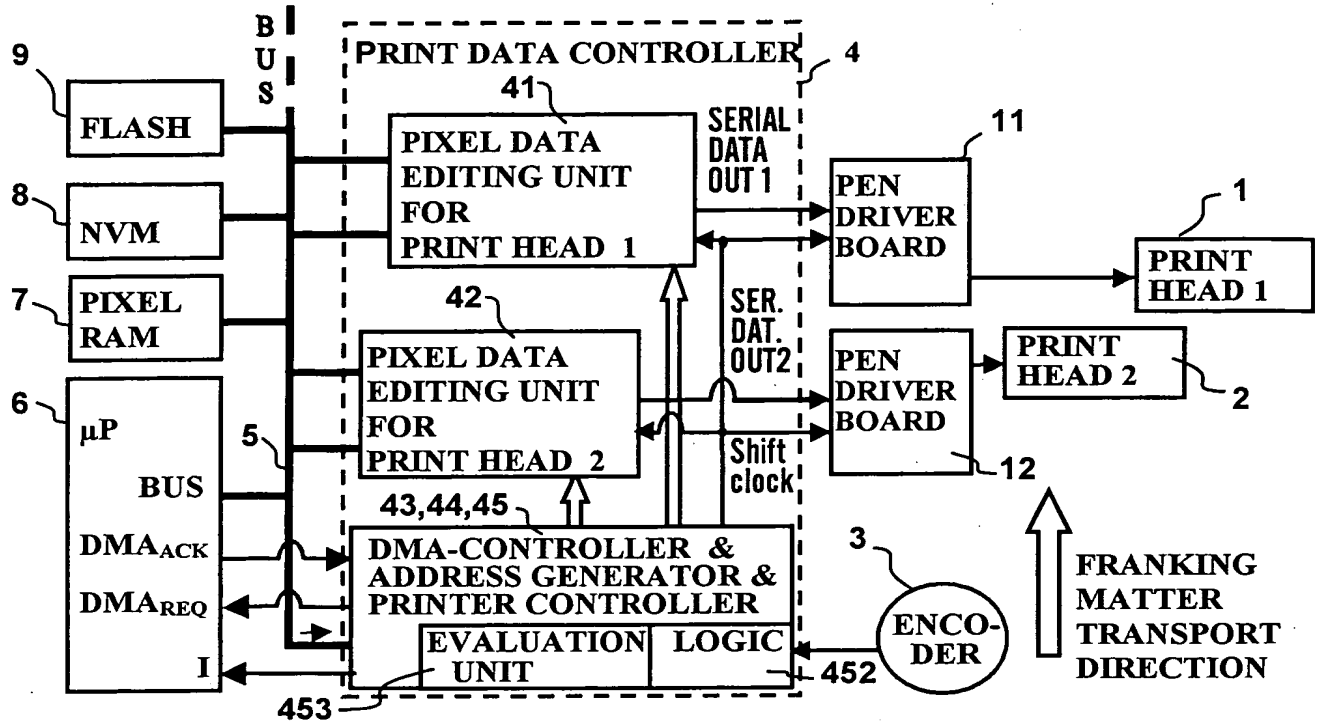 B
U
S
PRINT DATA CONTROLLER
4
9
FLASH
8
NVM
7
PIXEL
RAM
6
μP
BUS
DMAACK
DMAREQ
I
5
41
PIXEL DATA
EDITING UNIT
FOR
PRINT HEAD 1
42
PIXEL DATA
EDITING UNIT
FOR
PRINT HEAD 2
43,44,45
DMA-CONTROLLER &
ADDRESS GENERATOR &
PRINTER CONTROLLER
EVALUATION
UNIT
LOGIC
453
452
SERIAL
DATA
OUT 1
SER.
DAT.
OUT2
Shift
clock
11
PEN
DRIVER
BOARD
PEN
DRIVER
BOARD
12
1
PRINT
HEAD 1
PRINT
HEAD 2
2
3
ENCO-
DER
FRANKING
MATTER
TRANSPORT
DIRECTION